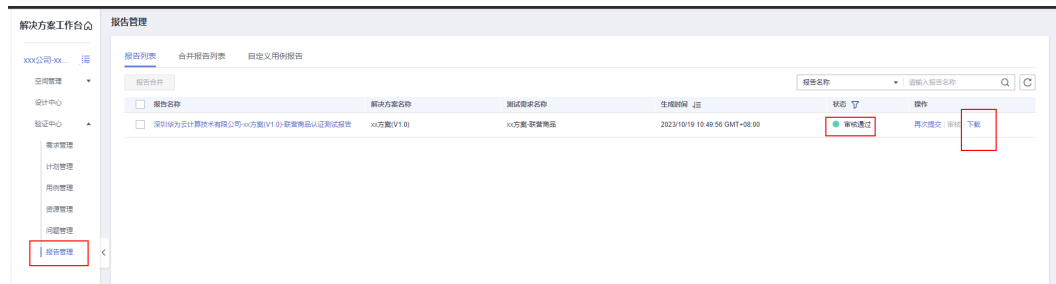 解决方案工作台
报告管理
xxx公司-xx...
空间管理
设计中心
验证中心
需求管理
计划管理
用例管理
资源管理
问题管理
报告管理
报告列表 合并报告列表 自定义用例报告
报告合并
报告名称 请输入报告名称
报告名称 解决方案名称 测试需求名称 生成时间 状态 操作
深圳华为云计算技术有限公司-xx方案(V1.0)-联营商品认证测试报告 xx方案(V1.0) xx方案-联营商品 2023/10/19 10:49:56 GMT+08:00 审核通过 再次提交 审核 下载